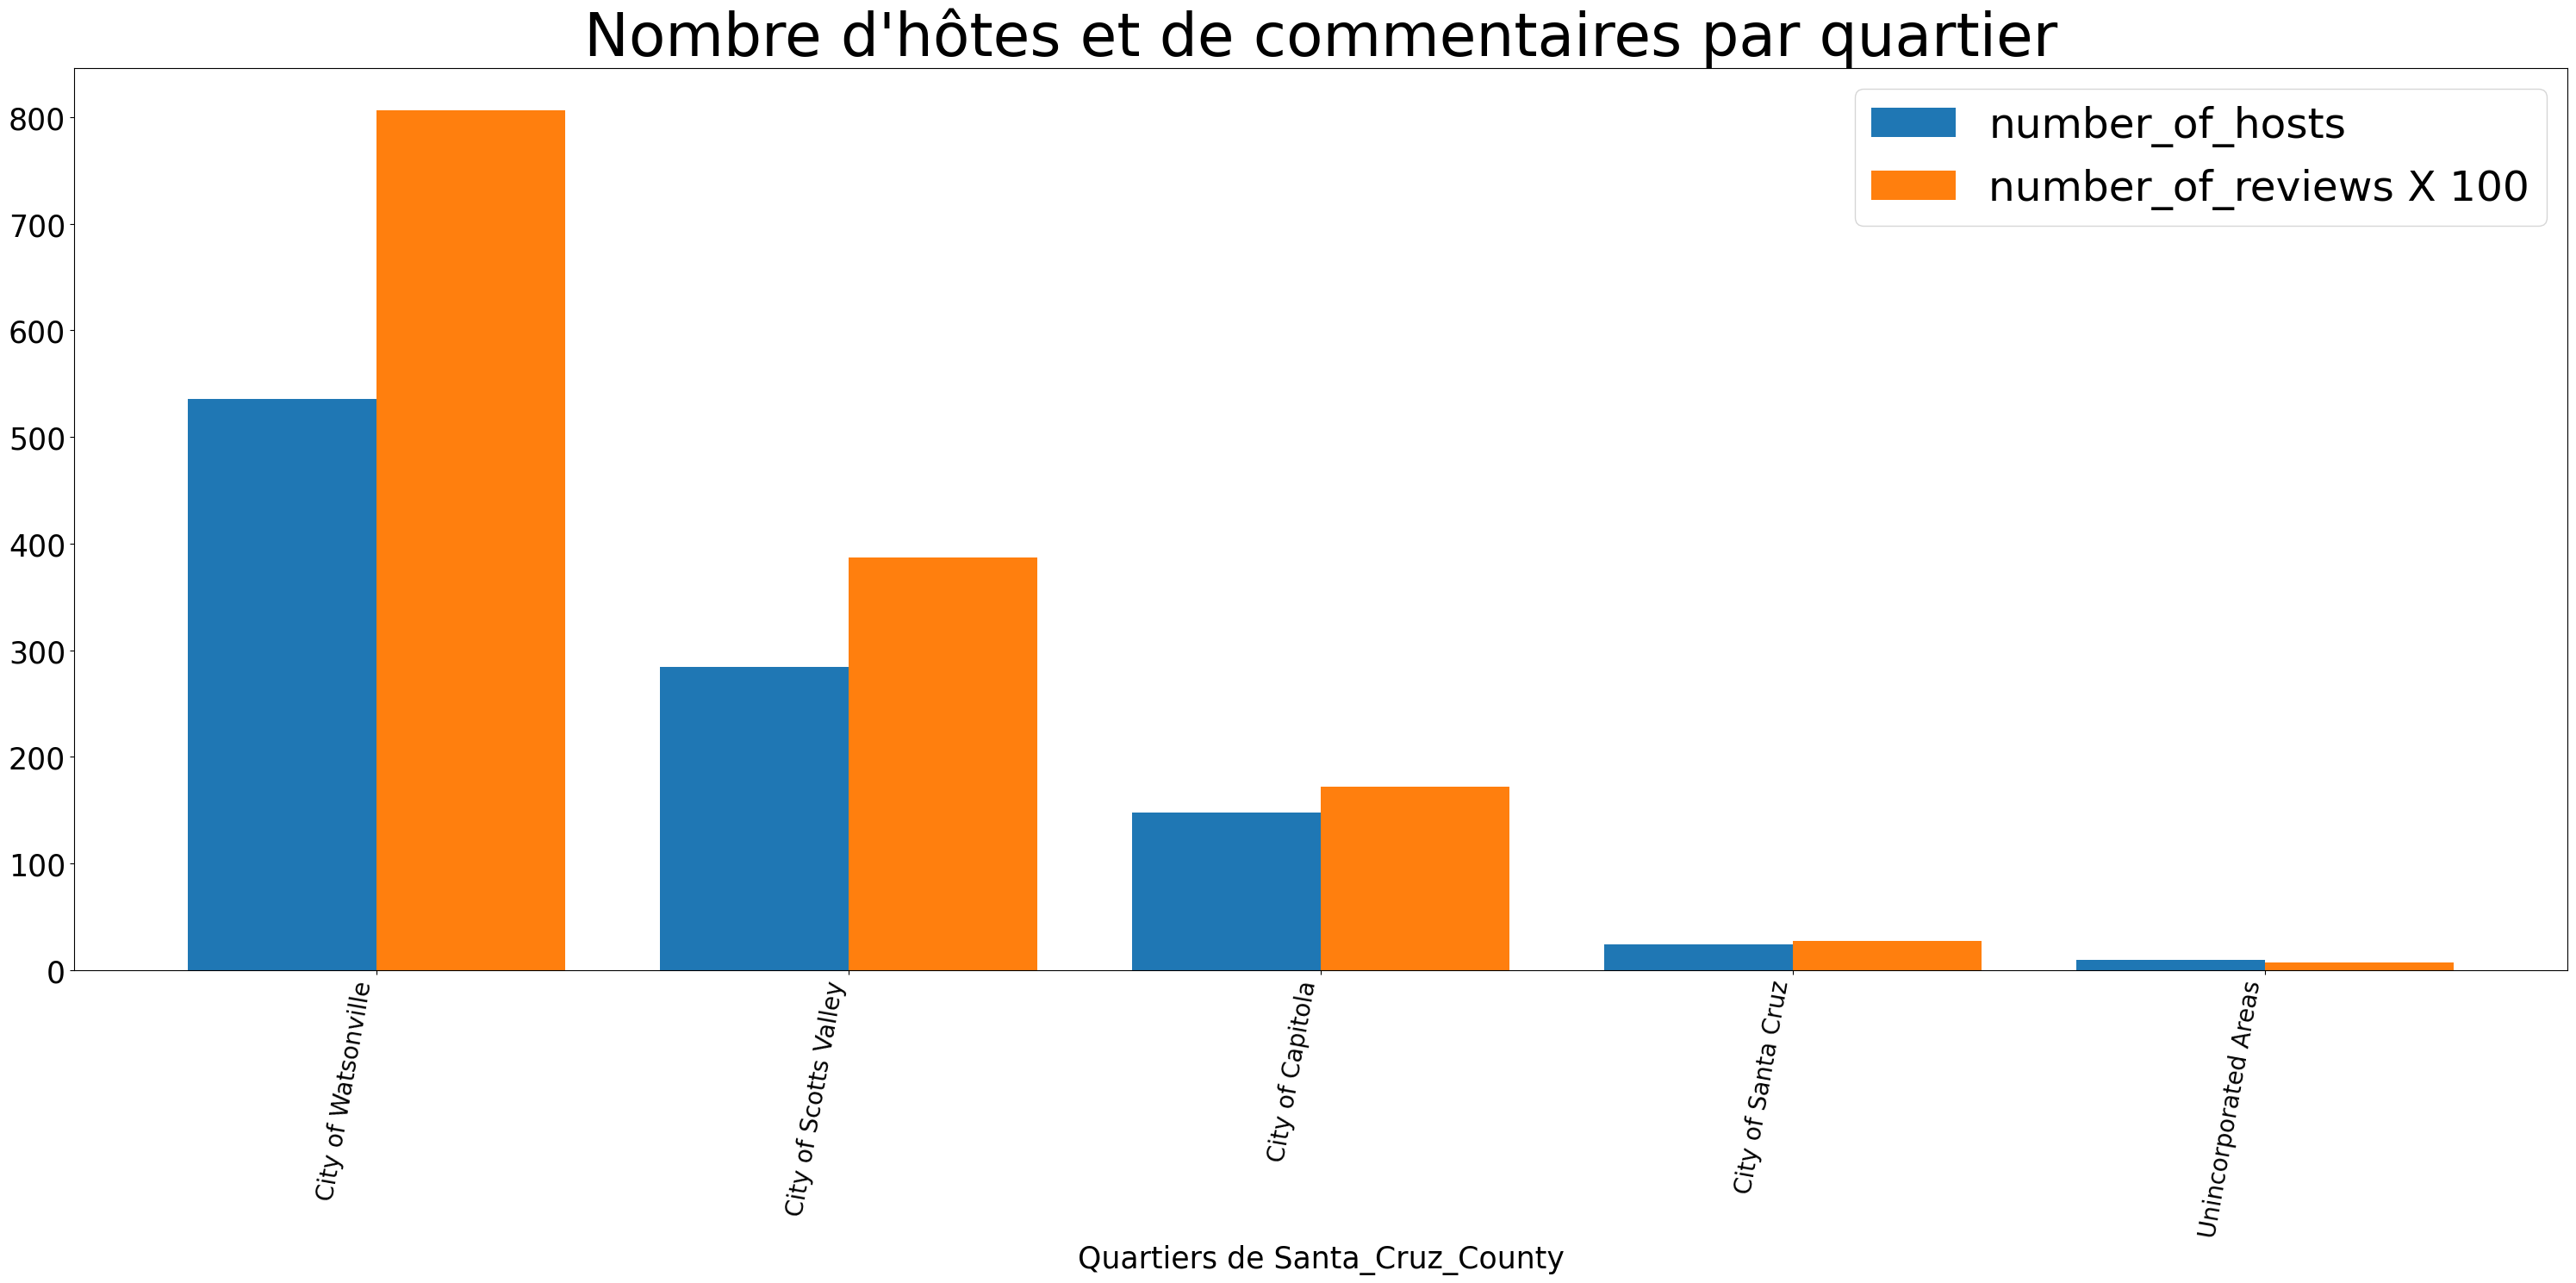 Nombre d'hôtes et de commentaires par quartier
number_of_hosts
number_of_reviews X 100
800
700
600
500
400
300
200
100
0
City of Watsonville
City of Scotts Valley
City of Capitola
City of Santa Cruz
Unincorporated Areas
Quartiers de Santa_Cruz_County